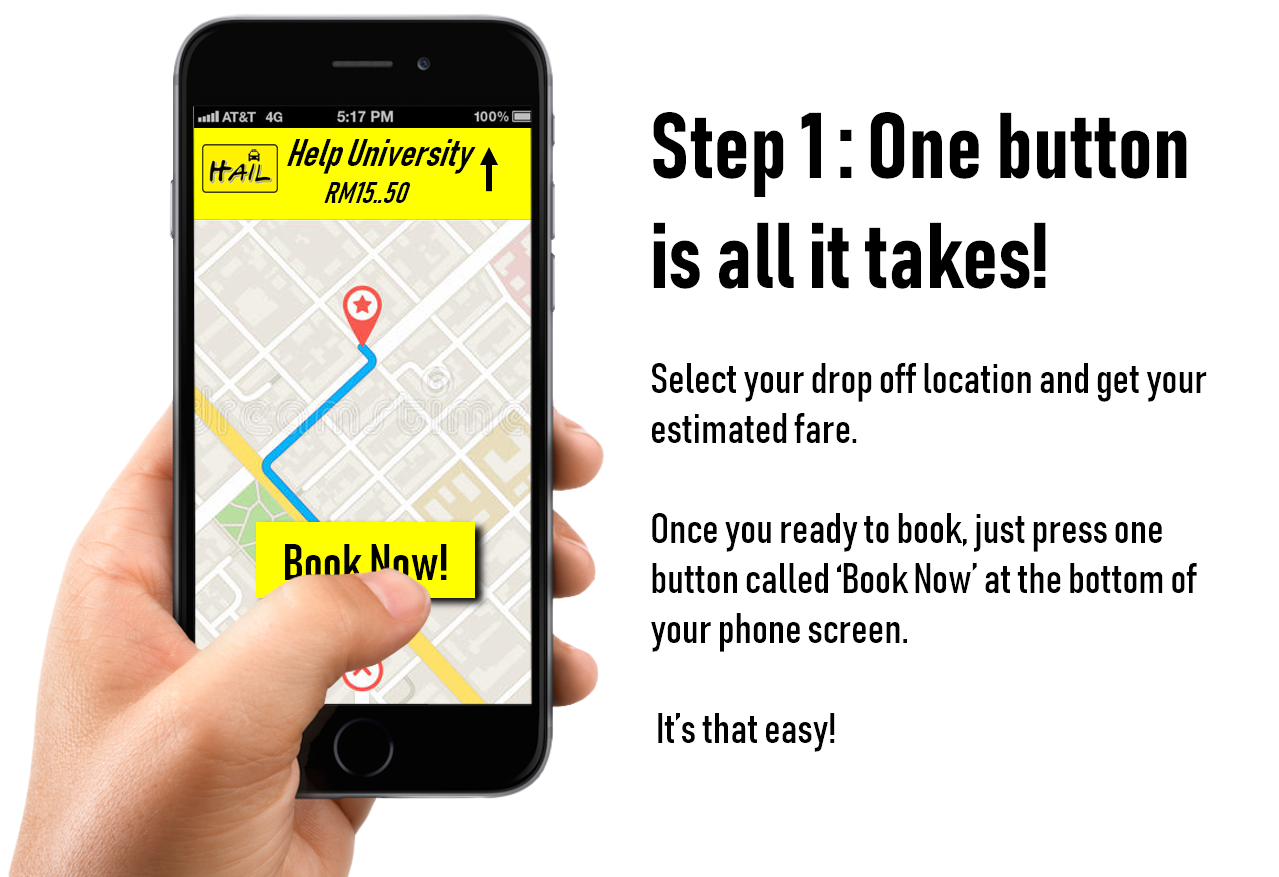 AT&T 4G 5:17 PM 100%
HAIL
Help University
RM15..50
dreamstime
Book Now!
Step 1: One button
is all it takes!
Select your drop off location and get your
estimated fare.
Once you ready to book, just press one
button called ‘Book Now’ at the bottom of
your phone screen.
It’s that easy!